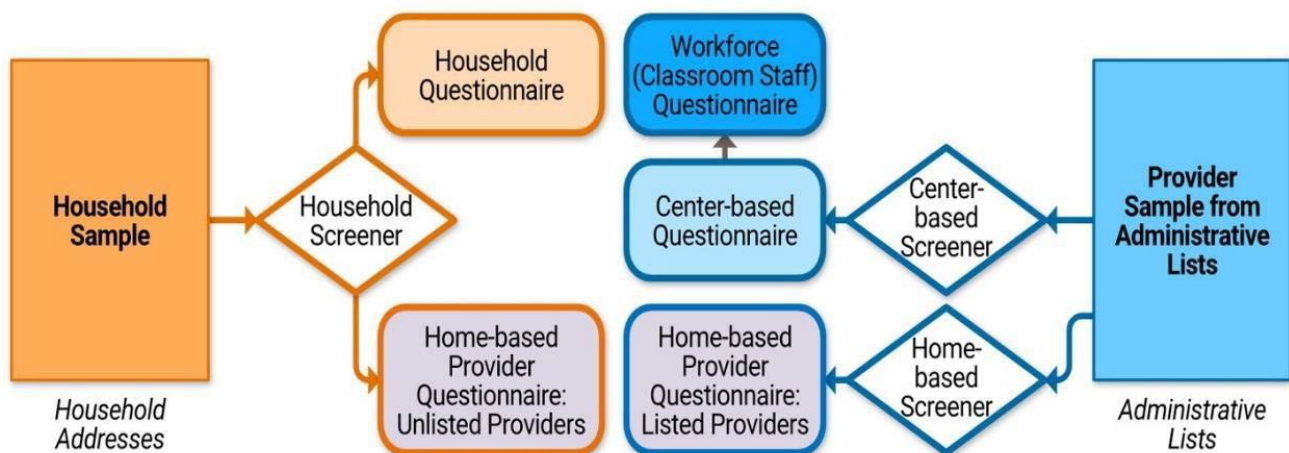 Household
Sample
Household
Addresses
Household
Screener
Household
Questionnaire
Home-based
Provider
Questionnaire:
Unlisted Providers
Workforce
(Classroom Staff)
Questionnaire
Center-based
Questionnaire
Home-based
Provider
Questionnaire:
Listed Providers
Center-
based
Screener
Home-
based
Screener
Provider
Sample from
Administrative
Lists
Administrative
Lists